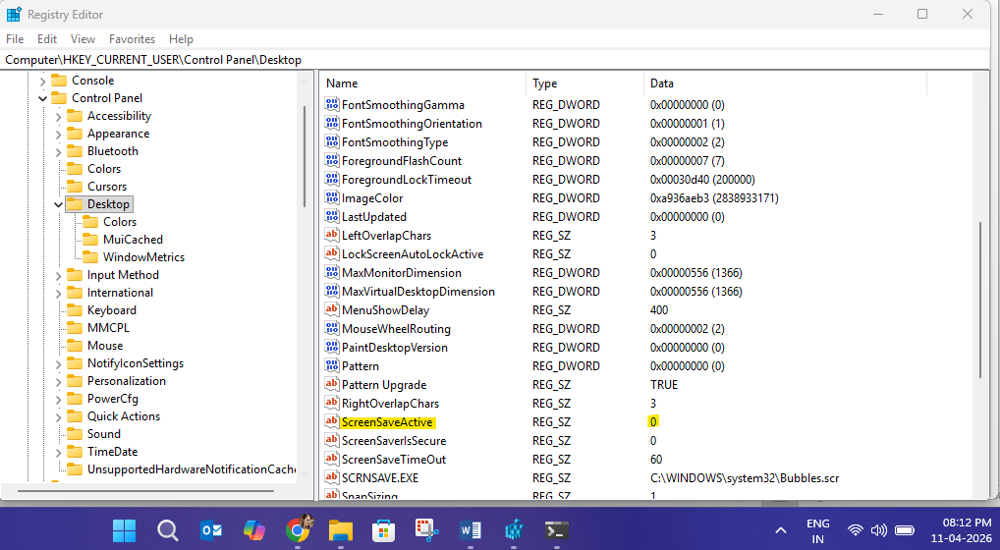 Registry Editor
File Edit View Favorites Help
Computer\HKEY_CURRENT_USER\Control Panel\Desktop
Console
Control Panel
Accessibility
Appearance
Bluetooth
Colors
Cursors
Desktop
Colors
MuiCached
WindowMetrics
Input Method
International
Keyboard
MMCPL
Mouse
NotifyIconSettings
Personalization
PowerCfg
Quick Actions
Sound
TimeDate
UnsupportedHardwareNotificationCache
Name Type Data
FontSmoothingGamma REG_DWORD 0x00000000 (0)
FontSmoothingOrientation REG_DWORD 0x00000001 (1)
FontSmoothingType REG_DWORD 0x00000002 (2)
ForegroundFlashCount REG_DWORD 0x00000007 (7)
ForegroundLockTimeout REG_DWORD 0x00030d40 (200000)
ImageColor REG_DWORD 0xa936aeb3 (2838933171)
LastUpdated REG_DWORD 0x00000000 (0)
LeftOverlapChars REG_SZ 3
LockScreenAutoLockActive REG_SZ 0
MaxMonitorDimension REG_DWORD 0x00000556 (1366)
MaxVirtualDesktopDimension REG_DWORD 0x00000556 (1366)
MenuShowDelay REG_SZ 400
MouseWheelRouting REG_DWORD 0x00000002 (2)
PaintDesktopVersion REG_DWORD 0x00000000 (0)
Pattern REG_DWORD 0x00000000 (0)
Pattern Upgrade REG_SZ TRUE
RightOverlapChars REG_SZ 3
ScreenSaveActive REG_SZ 0
ScreenSaverIsSecure REG_SZ 0
ScreenSaveTimeOut REG_SZ 60
SCRNSAVE.EXE REG_SZ C:\WINDOWS\system32\Bubbles.scr
SnapSizing REG_SZ 1
ENG
IN
08:12 PM
11-04-2026